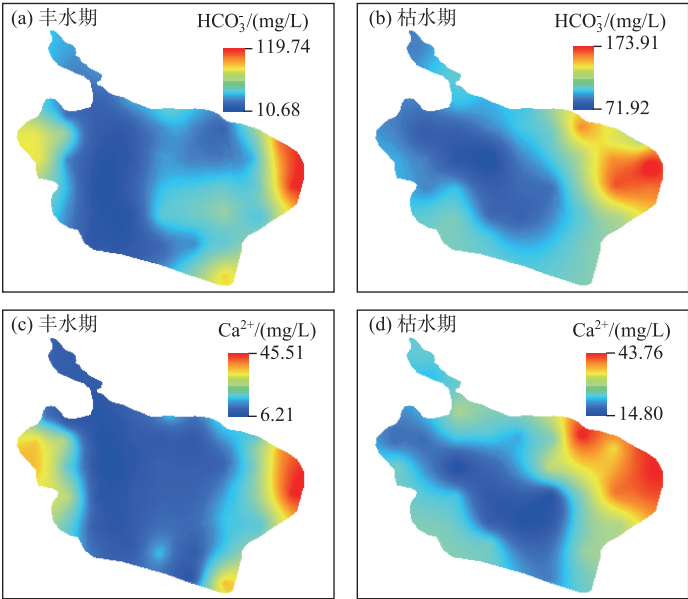 (a) 丰水期
HCO₃⁻/(mg/L)
119.74
10.68
(b) 枯水期
HCO₃⁻/(mg/L)
173.91
71.92
(c) 丰水期
Ca²⁺/(mg/L)
45.51
6.21
(d) 枯水期
Ca²⁺/(mg/L)
43.76
14.80